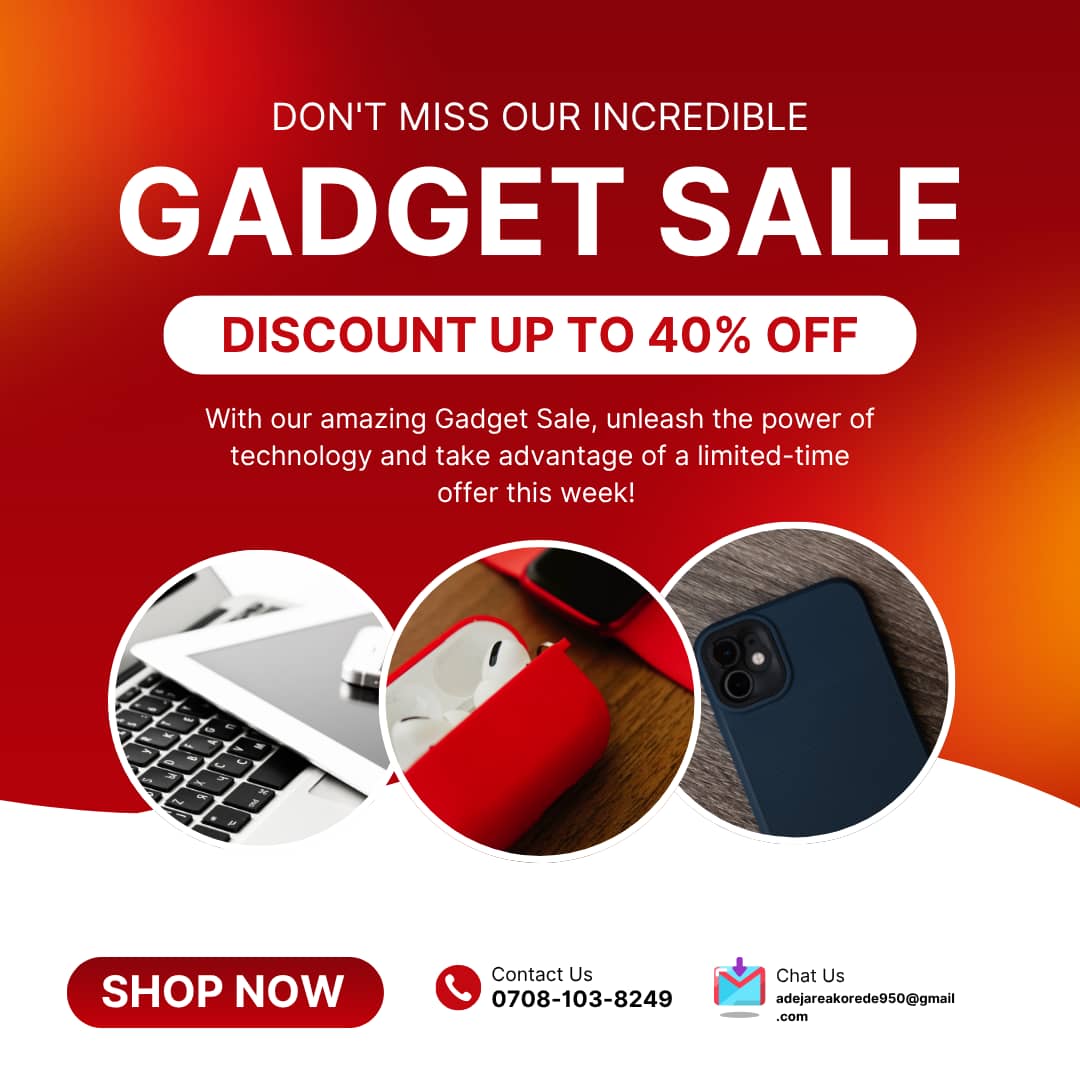 DON'T MISS OUR INCREDIBLE
GADGET SALE
DISCOUNT UP TO 40% OFF
With our amazing Gadget Sale, unleash the power of
technology and take advantage of a limited-time
offer this week!
SHOP NOW
Contact Us
0708-103-8249
Chat Us
adejareakorede950@gmail
.com